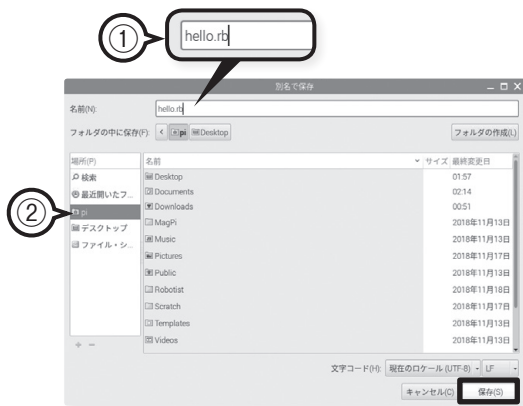 ①
hello.rb
別名で保存
名前(N):
hello.rb
フォルダの中に保存(F):
pi
Desktop
フォルダの作成(L)
場所(P)
名前
サイズ
最終変更日
検索
最近開いたフ...
②
pi
デスクトップ
ファイル・シ...
Desktop
01:57
Documents
02:14
Downloads
00:51
MagPi
2018年11月13日
Music
2018年11月13日
Pictures
2018年11月17日
Public
2018年11月13日
Robotist
2018年11月18日
Scratch
2018年11月17日
Templates
2018年11月13日
Videos
2018年11月13日
文字コード(H):
現在のロケール (UTF-8)
LF
キャンセル(C)
保存(S)